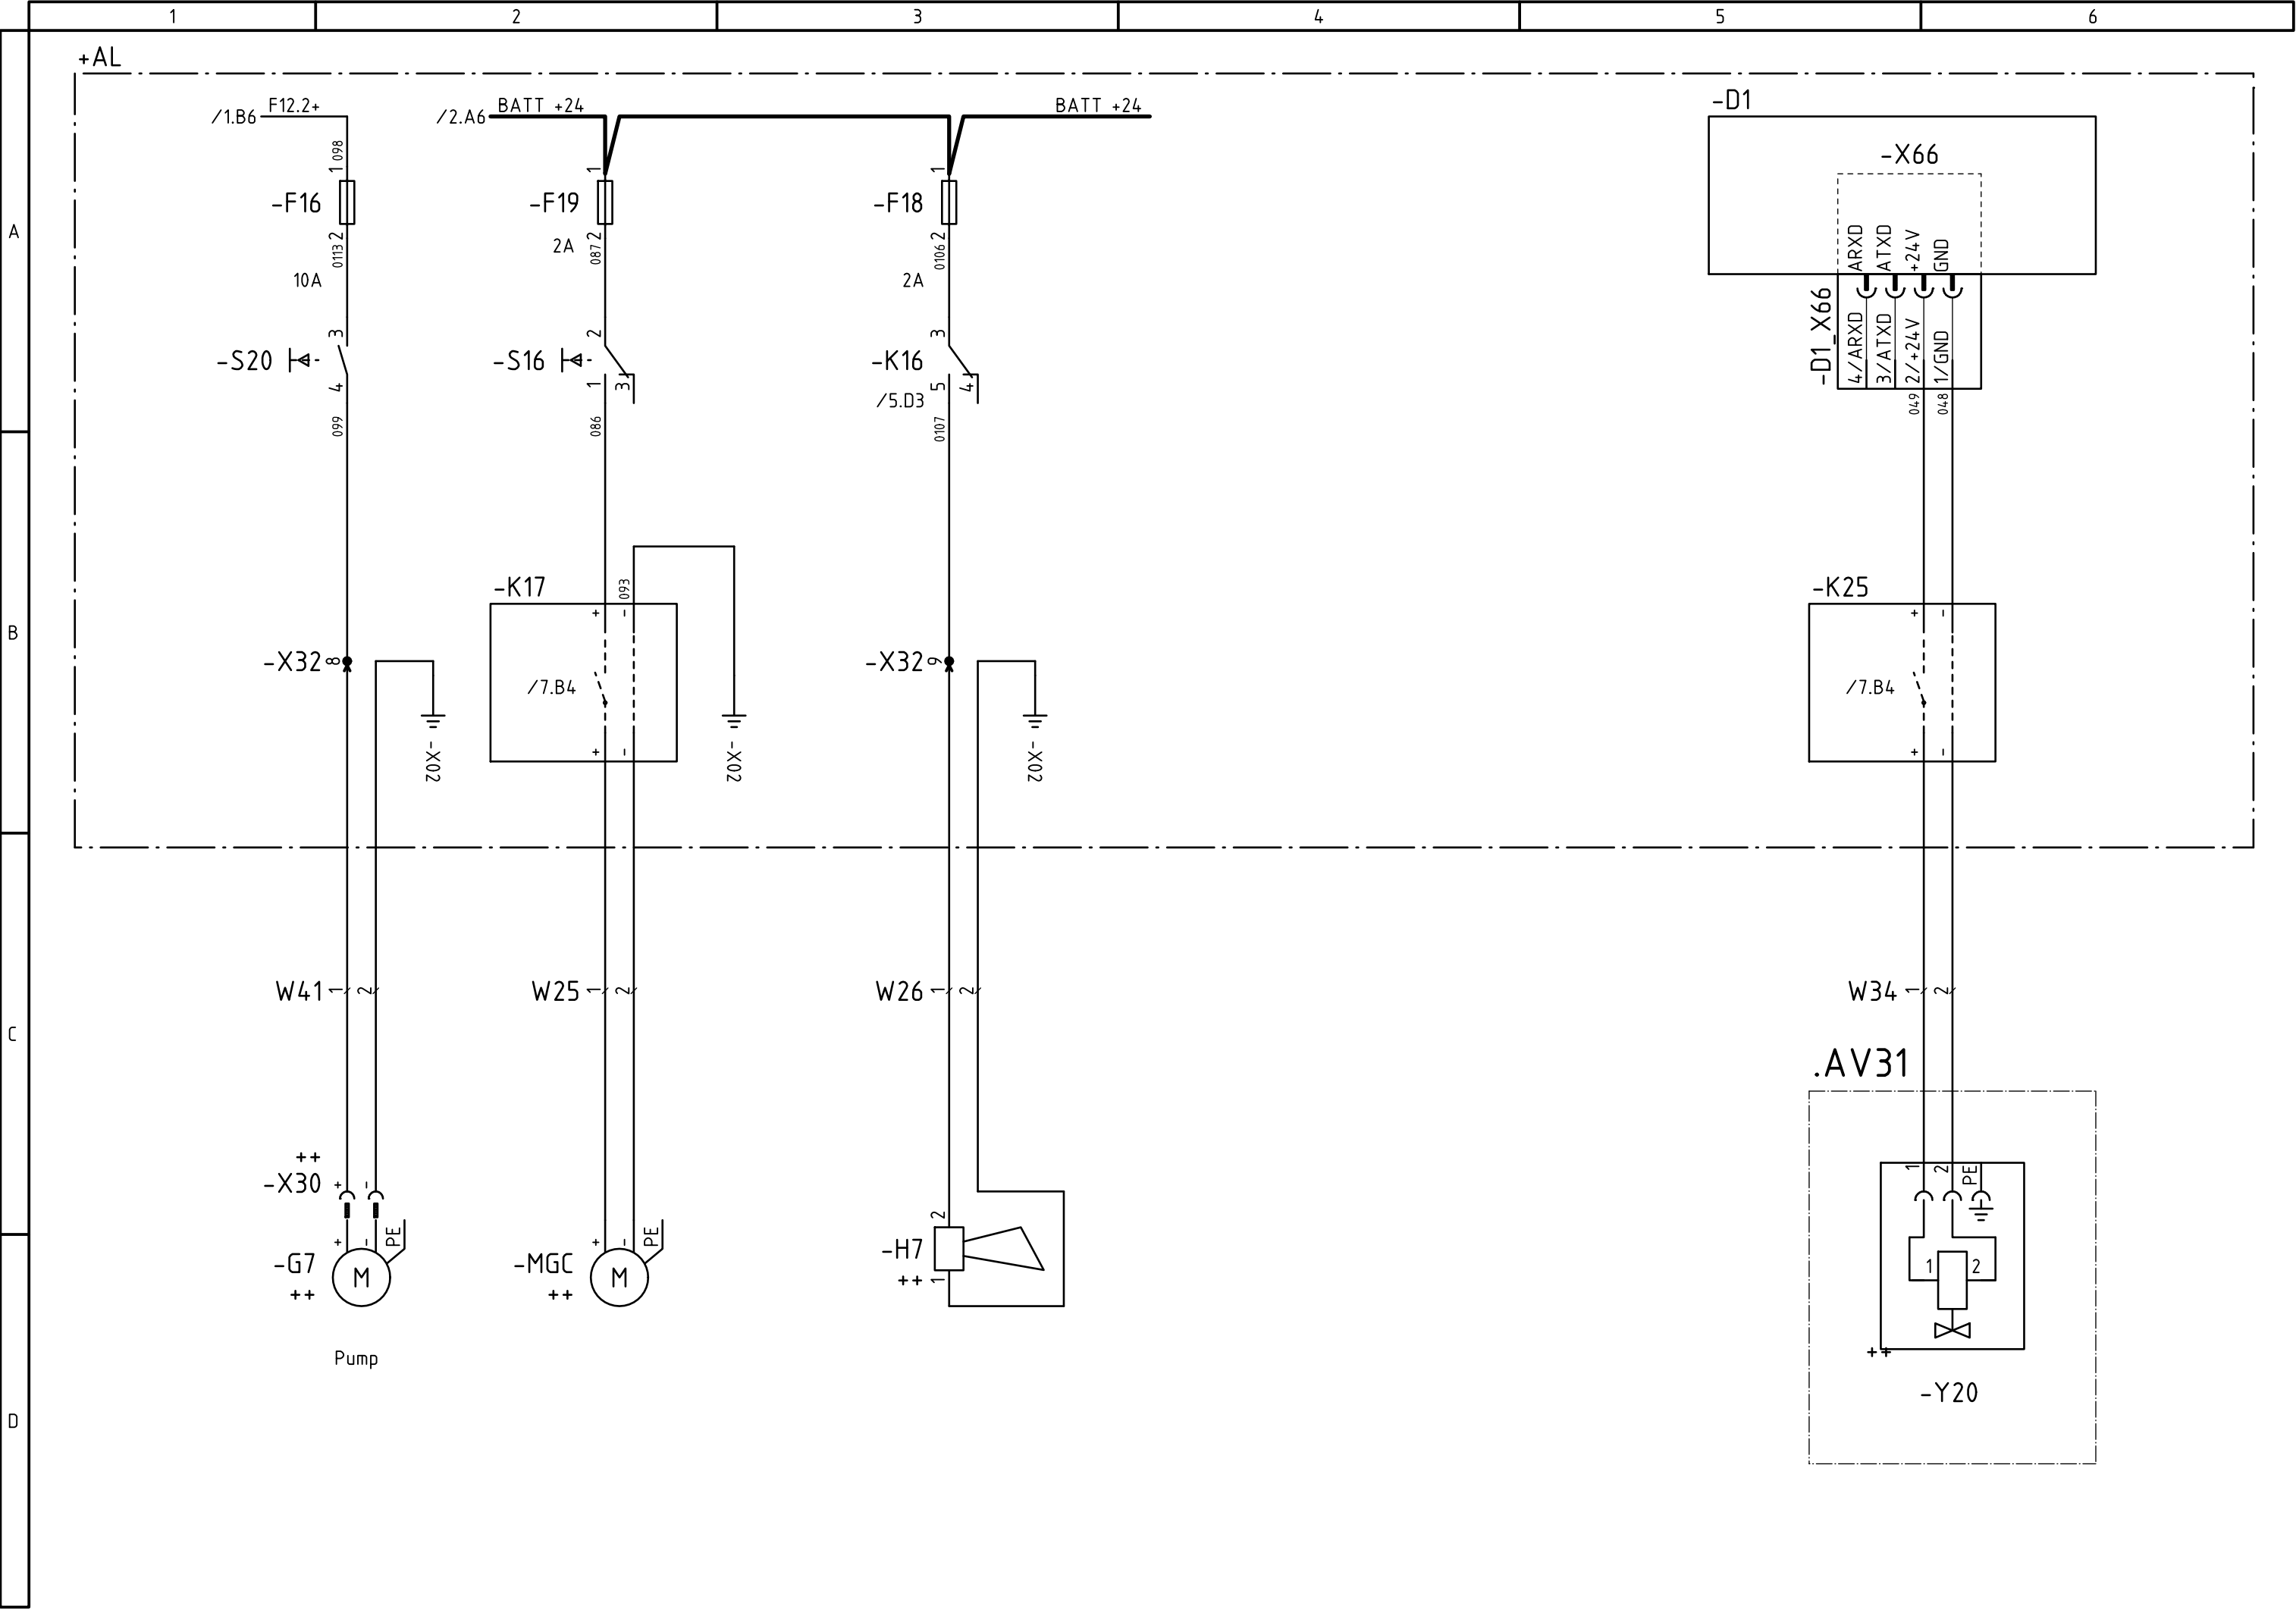 1 2 3 4 5 6
+AL
F12.2+
/1.B6
BATT +24
/2.A6
BATT +24
-D1
-X66
098
1
-F16
2
0113
10A
1
-F19
2
087
2A
1
-F18
2
0106
2A
ARXD
ATXD
+24V
GND
-D1_X66
4/ARXD
3/ATXD
2/+24V
1/GND
049
048
A
3
-S20
4
099
2
-S16
1
3
086
3
-K16
5
4
/5.D3
0107
B
-K17
093
+ -
/7.B4
+ -
-K25
+ -
/7.B4
+ -
-X32 8
-X02
-X02
-X32 9
-X02
C
W41 1 2
W25 1 2
W26 1 2
W34 1 2
.AV31
++
-X30 + -
+ - PE
-G7
M
++
Pump
+ - PE
-MGC
M
++
2
-H7
++ 1
1 2 PE
1 2
++
-Y20
D